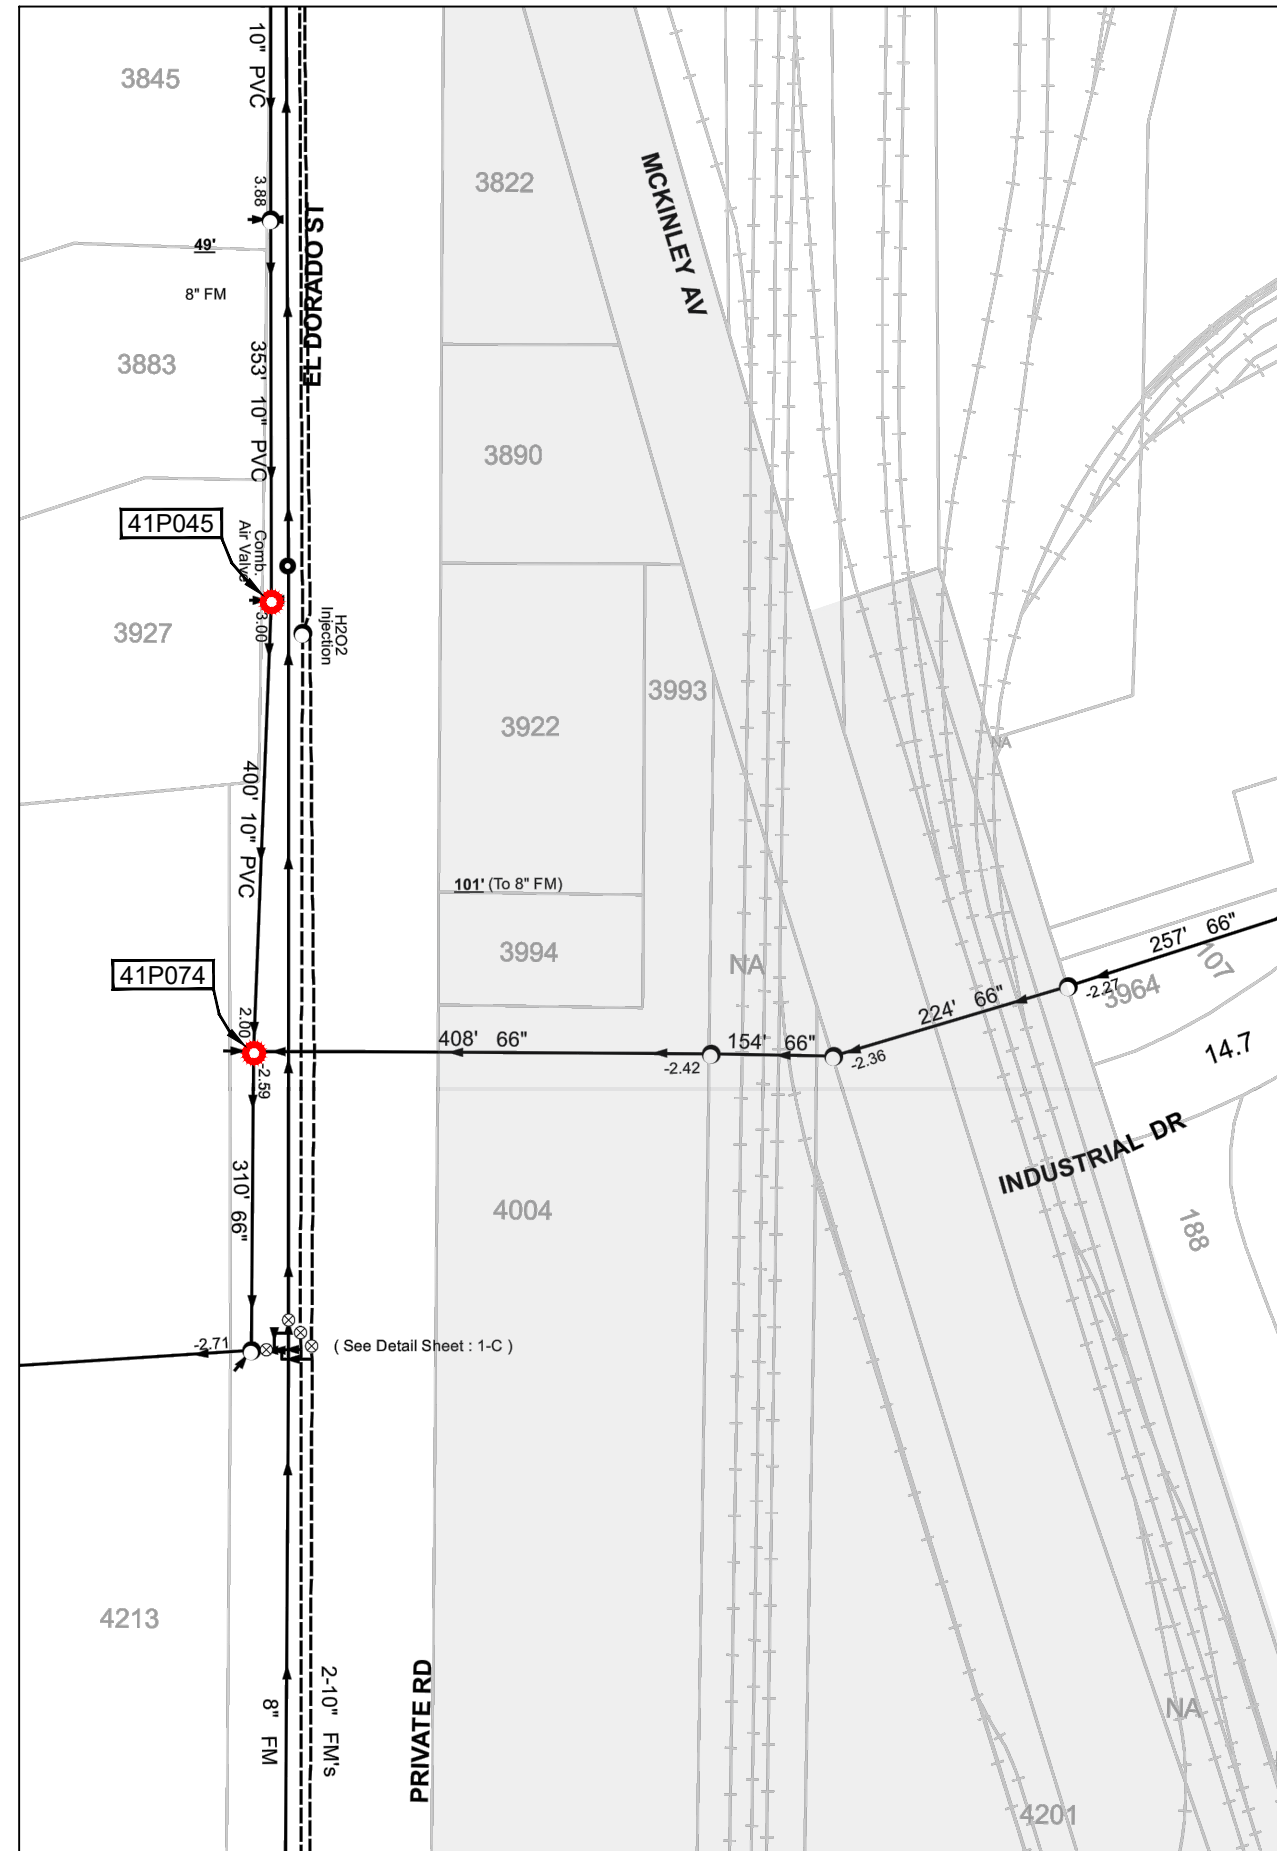 10" PVC
3845
3.88
49'
8" FM
EL DORADO ST
3822
MCKINLEY AV
3883
353' 10" PVC
3890
41P045
Comb.
Air Valve
3.00
H2O2
Injection
3927
3993
3922
NA
400' 10" PVC
101' (To 8" FM)
3994
NA
257' 66"
107
41P074
2.00
-2.59
408' 66"
-2.42
154' 66"
-2.36
224' 66"
-2.27
3964
14.7
INDUSTRIAL DR
310' 66"
4004
188
-2.71
( See Detail Sheet : 1-C )
4213
8" FM
2-10" FM's
PRIVATE RD
NA
4201